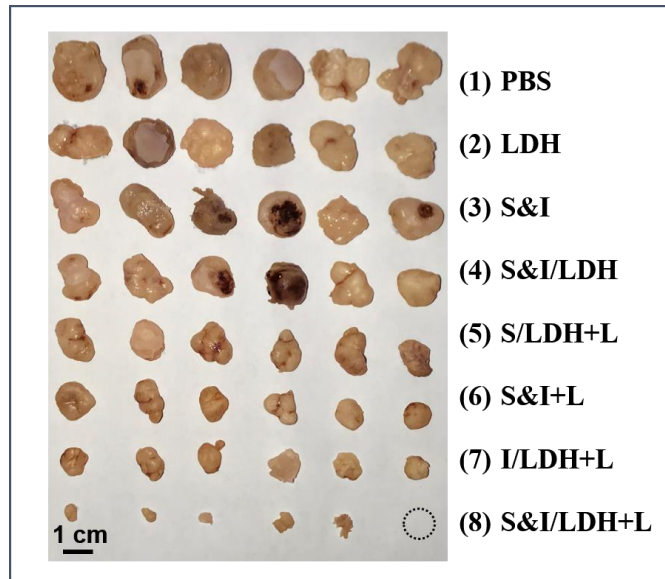 (1) PBS
(2) LDH
(3) S&I
(4) S&I/LDH
(5) S/LDH+L
(6) S&I+L
(7) I/LDH+L
(8) S&I/LDH+L
1 cm